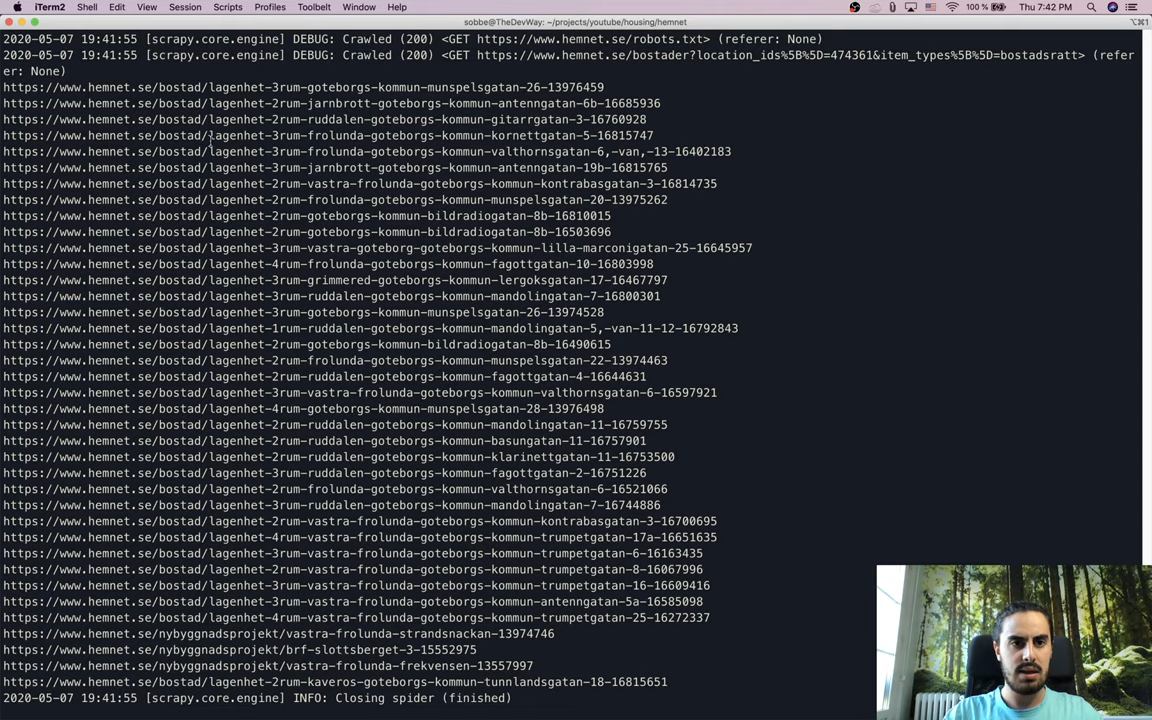 iTerm2 Shell Edit View Session Scripts Profiles Toolbelt Window Help 100 % Thu 7:42 PM
sobbe@TheDevWay: ~/projects/youtube/housing/hemnet ⌥⌘1
2020-05-07 19:41:55 [scrapy.core.engine] DEBUG: Crawled (200) <GET https://www.hemnet.se/robots.txt> (referer: None)
2020-05-07 19:41:55 [scrapy.core.engine] DEBUG: Crawled (200) <GET https://www.hemnet.se/bostader?location_ids%5B%5D=474361&item_types%5B%5D=bostadsratt> (refer
er: None)
https://www.hemnet.se/bostad/lagenhet-3rum-goteborgs-kommun-munspelsgatan-26-13976459
https://www.hemnet.se/bostad/lagenhet-2rum-jarnbrott-goteborgs-kommun-antenngatan-6b-16685936
https://www.hemnet.se/bostad/lagenhet-2rum-ruddalen-goteborgs-kommun-gitarrgatan-3-16760928
https://www.hemnet.se/bostad/lagenhet-3rum-frolunda-goteborgs-kommun-kornettgatan-5-16815747
https://www.hemnet.se/bostad/lagenhet-3rum-frolunda-goteborgs-kommun-valthornsgatan-6,-van,-13-16402183
https://www.hemnet.se/bostad/lagenhet-3rum-jarnbrott-goteborgs-kommun-antenngatan-19b-16815765
https://www.hemnet.se/bostad/lagenhet-2rum-vastra-frolunda-goteborgs-kommun-kontrabasgatan-3-16814735
https://www.hemnet.se/bostad/lagenhet-2rum-frolunda-goteborgs-kommun-munspelsgatan-20-13975262
https://www.hemnet.se/bostad/lagenhet-2rum-goteborgs-kommun-bildradiogatan-8b-16810015
https://www.hemnet.se/bostad/lagenhet-2rum-goteborgs-kommun-bildradiogatan-8b-16503696
https://www.hemnet.se/bostad/lagenhet-3rum-vastra-goteborg-goteborgs-kommun-lilla-marconigatan-25-16645957
https://www.hemnet.se/bostad/lagenhet-4rum-goteborgs-kommun-fagottgatan-10-16803998
https://www.hemnet.se/bostad/lagenhet-3rum-grimmered-goteborgs-kommun-lergoksgatan-17-16467797
https://www.hemnet.se/bostad/lagenhet-3rum-ruddalen-goteborgs-kommun-mandolingatan-7-16800301
https://www.hemnet.se/bostad/lagenhet-3rum-goteborgs-kommun-munspelsgatan-26-13974528
https://www.hemnet.se/bostad/lagenhet-1rum-ruddalen-goteborgs-kommun-mandolingatan-5,-van-11-12-16792843
https://www.hemnet.se/bostad/lagenhet-2rum-goteborgs-kommun-bildradiogatan-8b-16490615
https://www.hemnet.se/bostad/lagenhet-2rum-frolunda-goteborgs-kommun-munspelsgatan-22-13974463
https://www.hemnet.se/bostad/lagenhet-2rum-ruddalen-goteborgs-kommun-fagottgatan-4-16644631
https://www.hemnet.se/bostad/lagenhet-3rum-vastra-frolunda-goteborgs-kommun-valthornsgatan-6-16597921
https://www.hemnet.se/bostad/lagenhet-4rum-goteborgs-kommun-munspelsgatan-28-13976498
https://www.hemnet.se/bostad/lagenhet-2rum-ruddalen-goteborgs-kommun-mandolingatan-11-16759755
https://www.hemnet.se/bostad/lagenhet-2rum-ruddalen-goteborgs-kommun-basungatan-11-16757901
https://www.hemnet.se/bostad/lagenhet-2rum-ruddalen-goteborgs-kommun-klarinettgatan-11-16753500
https://www.hemnet.se/bostad/lagenhet-3rum-ruddalen-goteborgs-kommun-fagottgatan-2-16751226
https://www.hemnet.se/bostad/lagenhet-2rum-frolunda-goteborgs-kommun-valthornsgatan-6-16521066
https://www.hemnet.se/bostad/lagenhet-3rum-ruddalen-goteborgs-kommun-mandolingatan-7-16744886
https://www.hemnet.se/bostad/lagenhet-2rum-vastra-frolunda-goteborgs-kommun-kontrabasgatan-3-16700695
https://www.hemnet.se/bostad/lagenhet-4rum-vastra-frolunda-goteborgs-kommun-trumpetgatan-17a-16651635
https://www.hemnet.se/bostad/lagenhet-3rum-vastra-frolunda-goteborgs-kommun-trumpetgatan-6-16163435
https://www.hemnet.se/bostad/lagenhet-2rum-vastra-frolunda-goteborgs-kommun-trumpetgatan-8-16067996
https://www.hemnet.se/bostad/lagenhet-3rum-vastra-frolunda-goteborgs-kommun-trumpetgatan-16-16609416
https://www.hemnet.se/bostad/lagenhet-3rum-vastra-frolunda-goteborgs-kommun-antenngatan-5a-16585098
https://www.hemnet.se/bostad/lagenhet-4rum-vastra-frolunda-goteborgs-kommun-trumpetgatan-25-16272337
https://www.hemnet.se/nybyggnadsprojekt/vastra-frolunda-strandsnackan-13974746
https://www.hemnet.se/nybyggnadsprojekt/brf-slottsberget-3-15552975
https://www.hemnet.se/nybyggnadsprojekt/vastra-frolunda-frekvensen-13557997
https://www.hemnet.se/bostad/lagenhet-2rum-kaveros-goteborgs-kommun-tunnlandsgatan-18-16815651
2020-05-07 19:41:55 [scrapy.core.engine] INFO: Closing spider (finished)